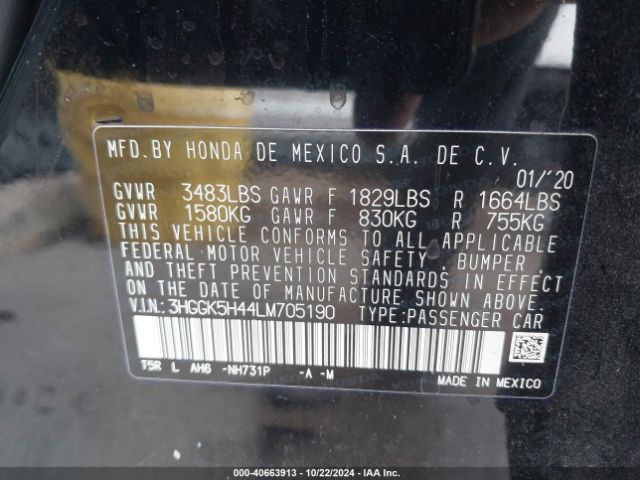 MFD.BY HONDA DE MEXICO S.A. DE C.V.
01/'20
GVWR 3483LBS GAWR F 1829LBS R 1664LBS
GVWR 1580KG GAWR F 830KG R 755KG
THIS VEHICLE CONFORMS TO ALL APPLICABLE
FEDERAL MOTOR VEHICLE SAFETY, BUMPER,
AND THEFT PREVENTION STANDARDS IN EFFECT
ON THE DATE OF MANUFACTURE SHOWN ABOVE.
V.I.N.: 3HGGK5H44LM705190 TYPE:PASSENGER CAR
T5R L AH6 -NH731P -A -M
MADE IN MEXICO
000-40663913 - 10/22/2024 - IAA Inc.